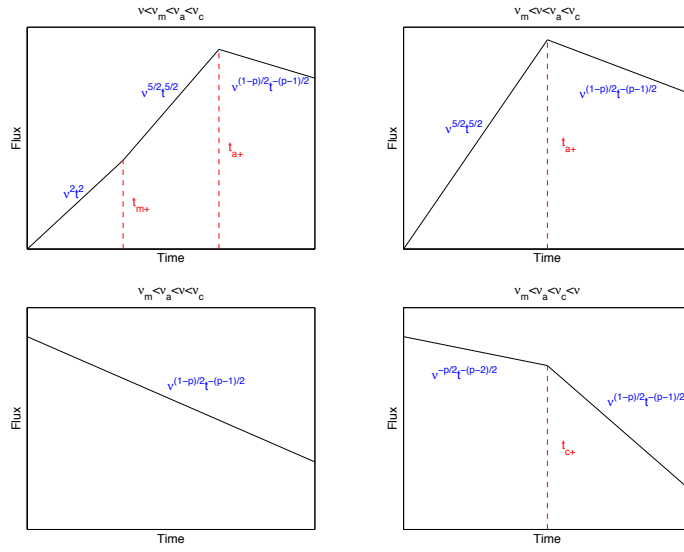 ν<ν_m<ν_a<ν_c
ν^{5/2}t^{5/2}
ν^{(1−p)/2}t^{−(p−1)/2}
ν^2t^2
t_{m+}
t_{a+}
Flux
Time
ν_m<ν<ν_a<ν_c
ν^{5/2}t^{5/2}
ν^{(1−p)/2}t^{−(p−1)/2}
t_{a+}
Flux
Time
ν_m<ν_a<ν<ν_c
ν^{(1−p)/2}t^{−(p−1)/2}
Flux
Time
ν_m<ν_a<ν_c<ν
ν^{−p/2}t^{−(p−2)/2}
ν^{(1−p)/2}t^{−(p−1)/2}
t_{c+}
Flux
Time